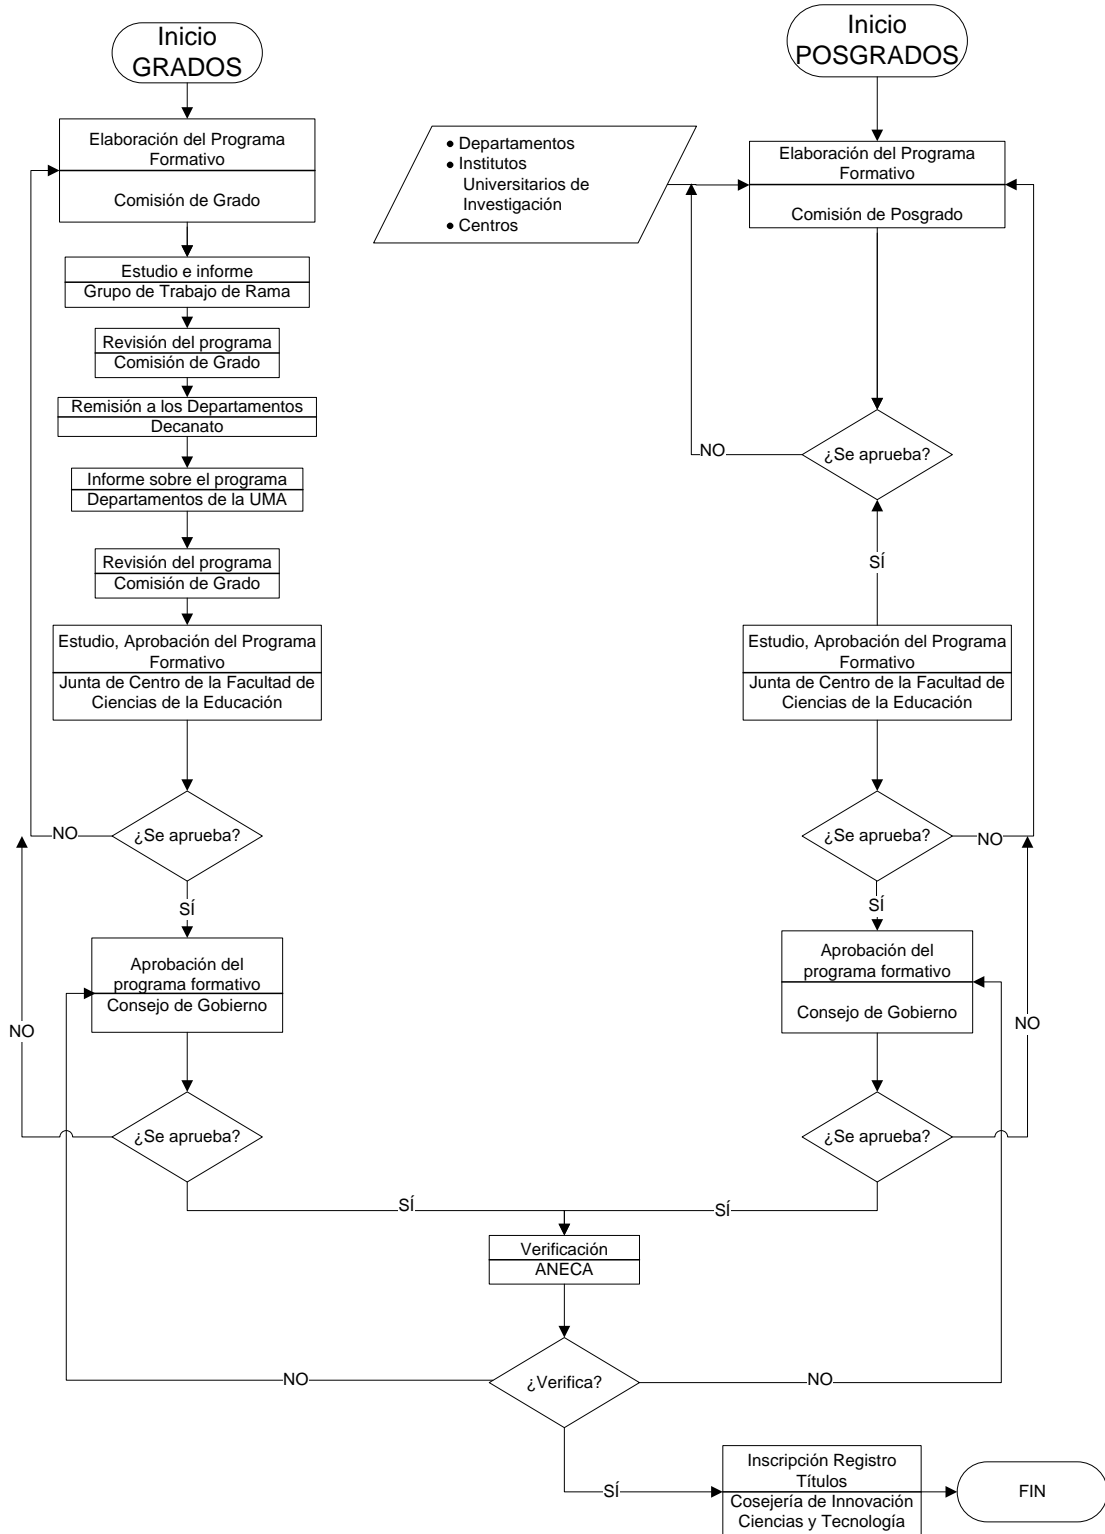 Inicio
GRADOS
Elaboración del Programa
Formativo
Comisión de Grado
Estudio e informe
Grupo de Trabajo de Rama
Revisión del programa
Comisión de Grado
Remisión a los Departamentos
Decanato
Informe sobre el programa
Departamentos de la UMA
Revisión del programa
Comisión de Grado
Estudio, Aprobación del Programa
Formativo
Junta de Centro de la Facultad de
Ciencias de la Educación
¿Se aprueba?
NO
SÍ
Aprobación del
programa formativo
Consejo de Gobierno
NO
¿Se aprueba?
SÍ
Inicio
POSGRADOS
• Departamentos
• Institutos
Universitarios de
Investigación
• Centros
Elaboración del Programa
Formativo
Comisión de Posgrado
NO
¿Se aprueba?
SÍ
Estudio, Aprobación del Programa
Formativo
Junta de Centro de la Facultad de
Ciencias de la Educación
¿Se aprueba?
NO
SÍ
Aprobación del
programa formativo
Consejo de Gobierno
NO
¿Se aprueba?
SÍ
Verificación
ANECA
¿Verifica?
NO
NO
SÍ
Inscripción Registro
Títulos
Cosejería de Innovación
Ciencias y Tecnología
FIN